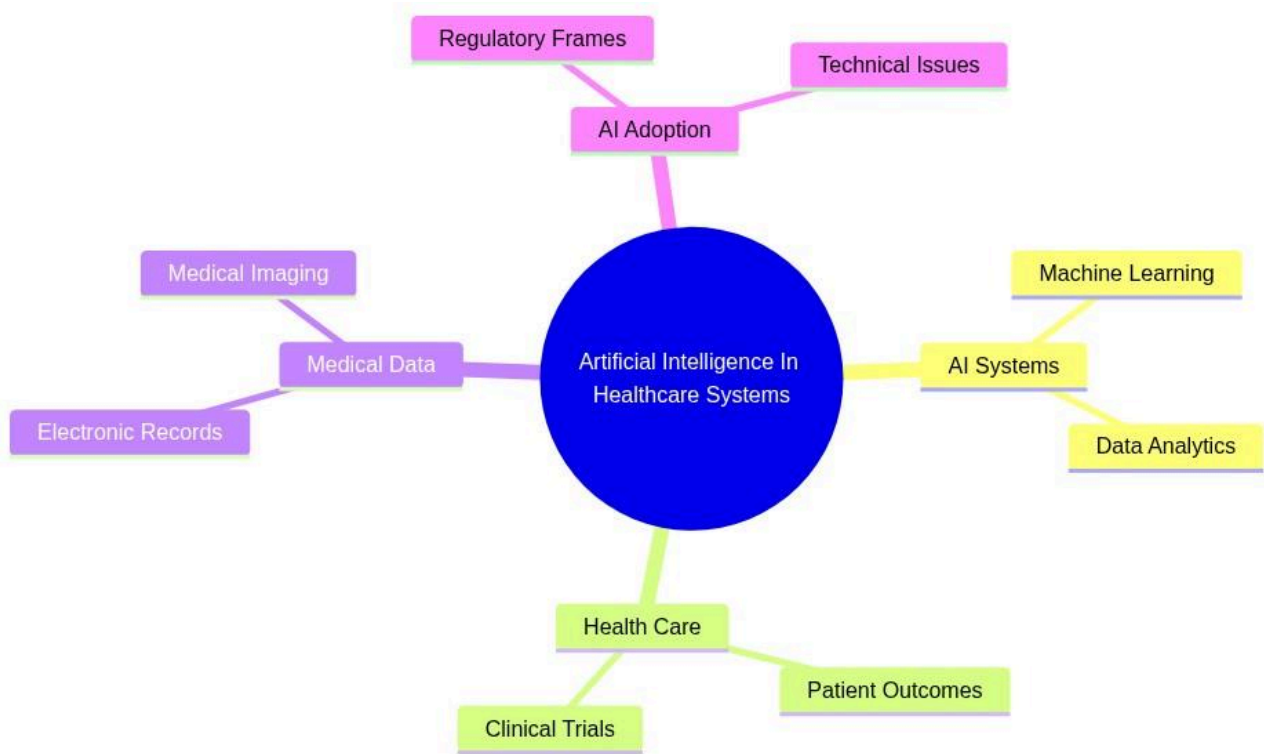 Regulatory Frames
Technical Issues
AI Adoption
Medical Imaging
Machine Learning
Medical Data
Artificial Intelligence In
Healthcare Systems
AI Systems
Electronic Records
Data Analytics
Health Care
Patient Outcomes
Clinical Trials